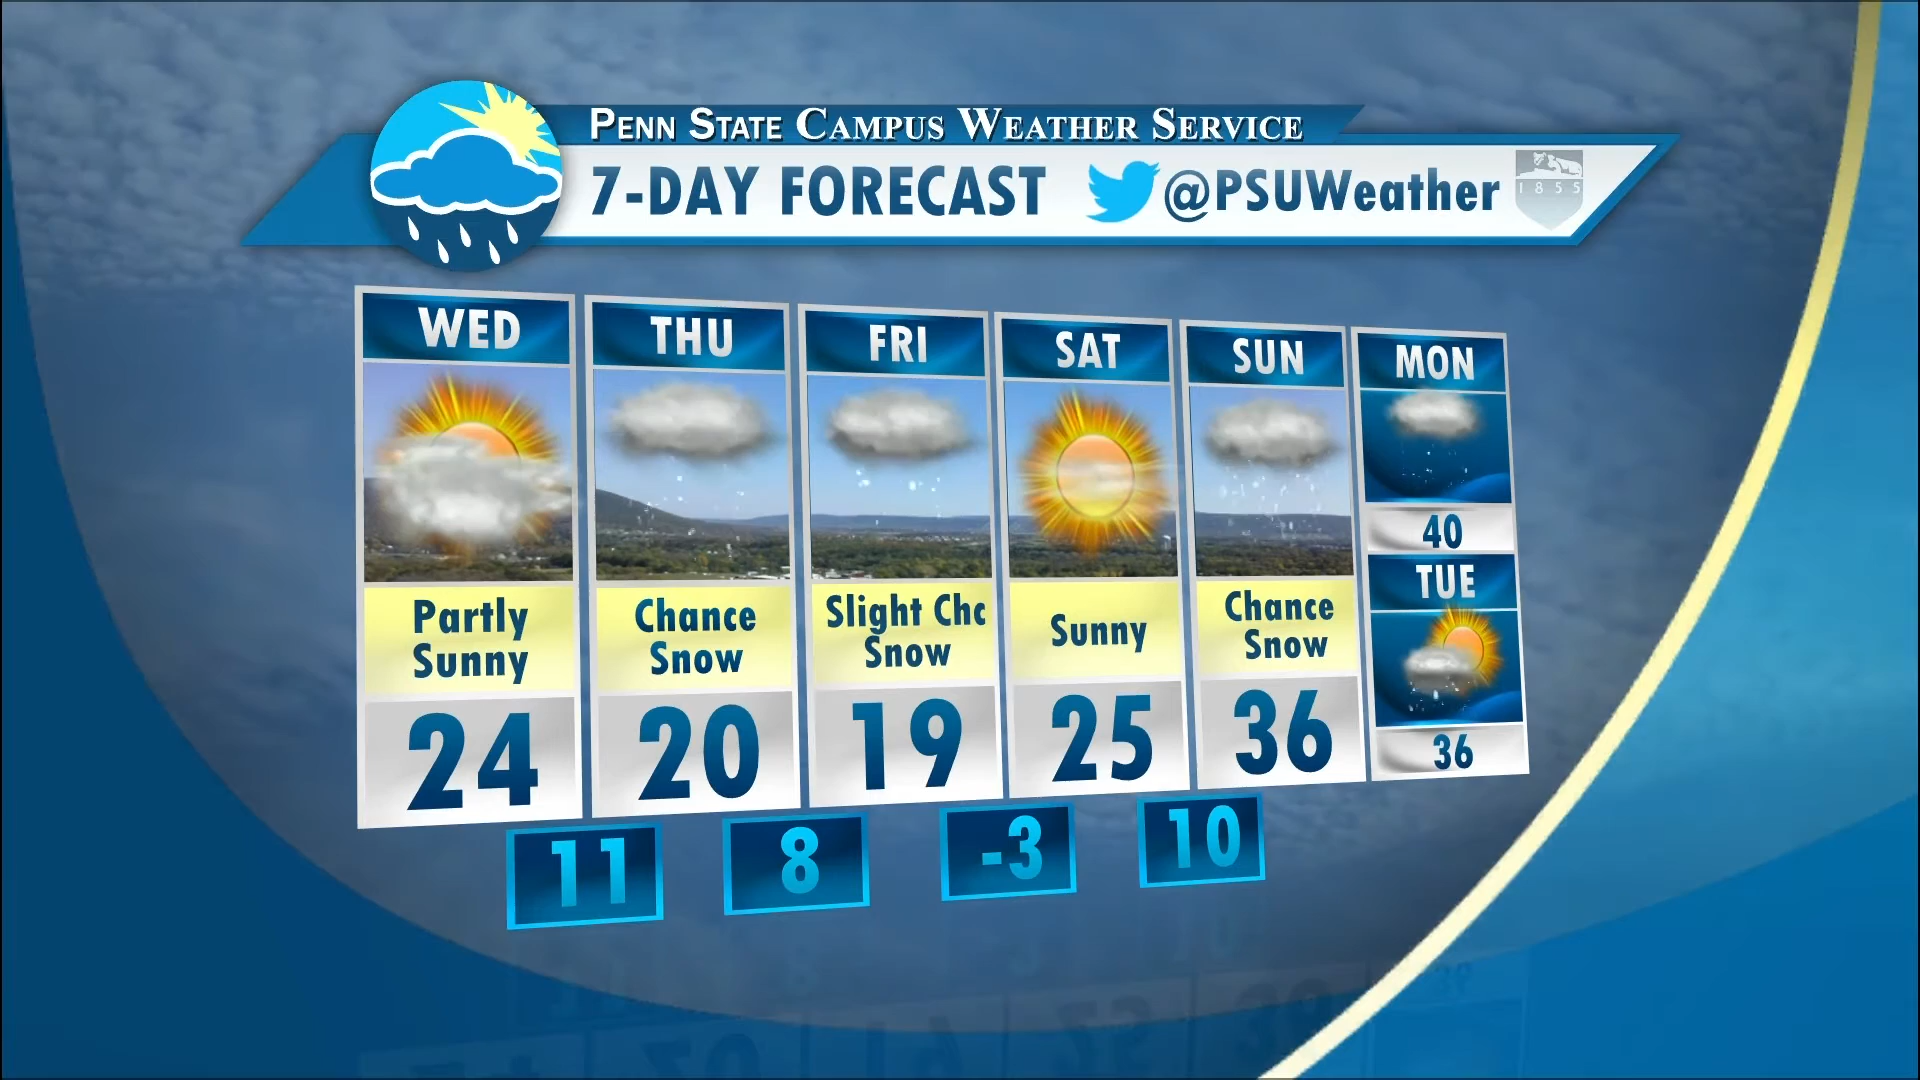 PENN STATE CAMPUS WEATHER SERVICE
7-DAY FORECAST @PSUWeather
1855
WED
THU
FRI
SAT
SUN
MON
40
TUE
36
Partly
Sunny
Chance
Snow
Slight Chc
Snow
Sunny
Chance
Snow
24
20
19
25
36
11
8
-3
10